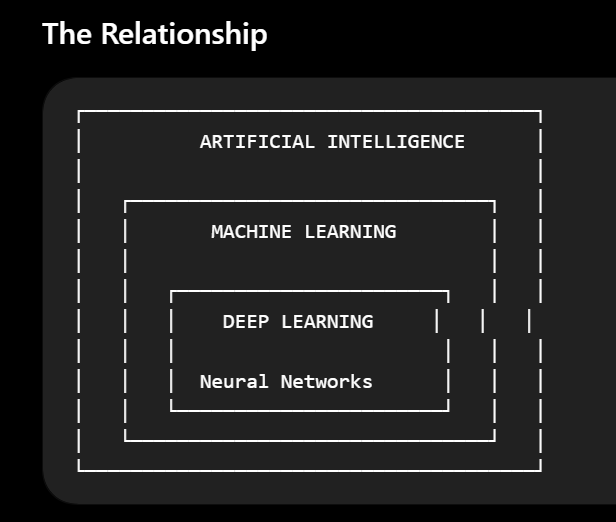 The Relationship
ARTIFICIAL INTELLIGENCE
MACHINE LEARNING
DEEP LEARNING
Neural Networks